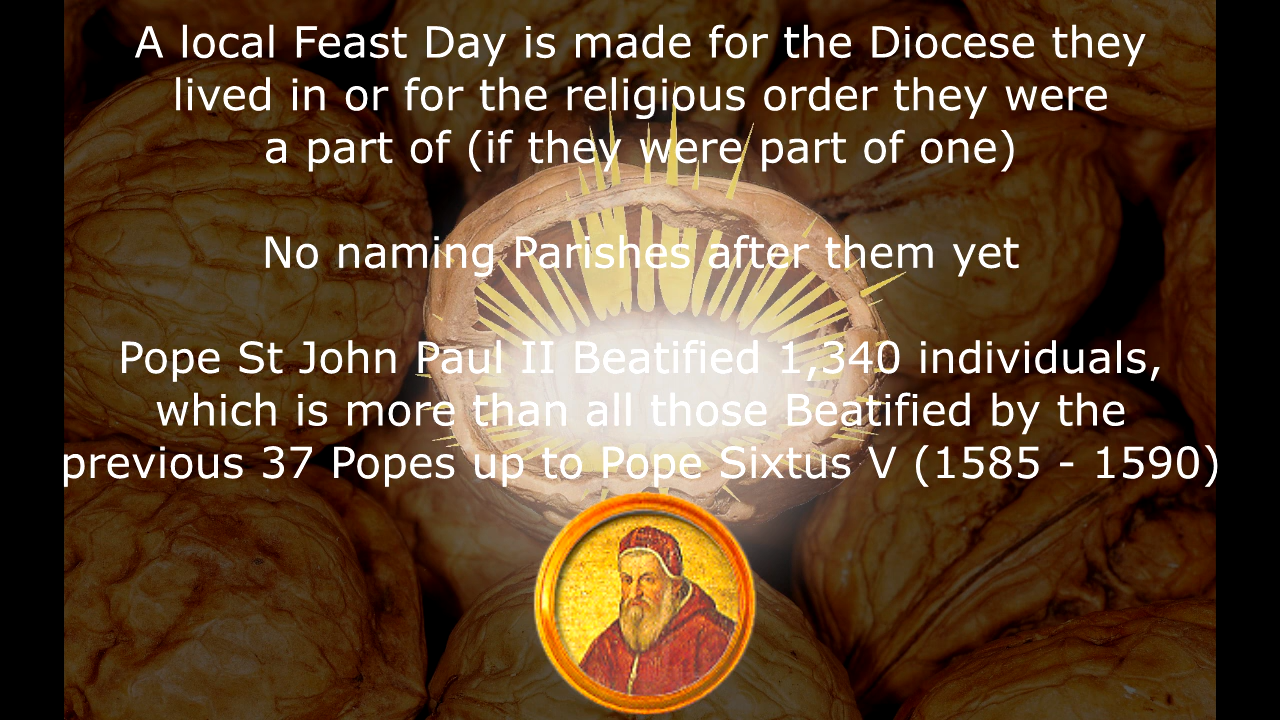 A local Feast Day is made for the Diocese they
lived in or for the religious order they were
a part of (if they were part of one)
No naming Parishes after them yet
Pope St John Paul II Beatified 1,340 individuals,
which is more than all those Beatified by the
previous 37 Popes up to Pope Sixtus V (1585 - 1590)